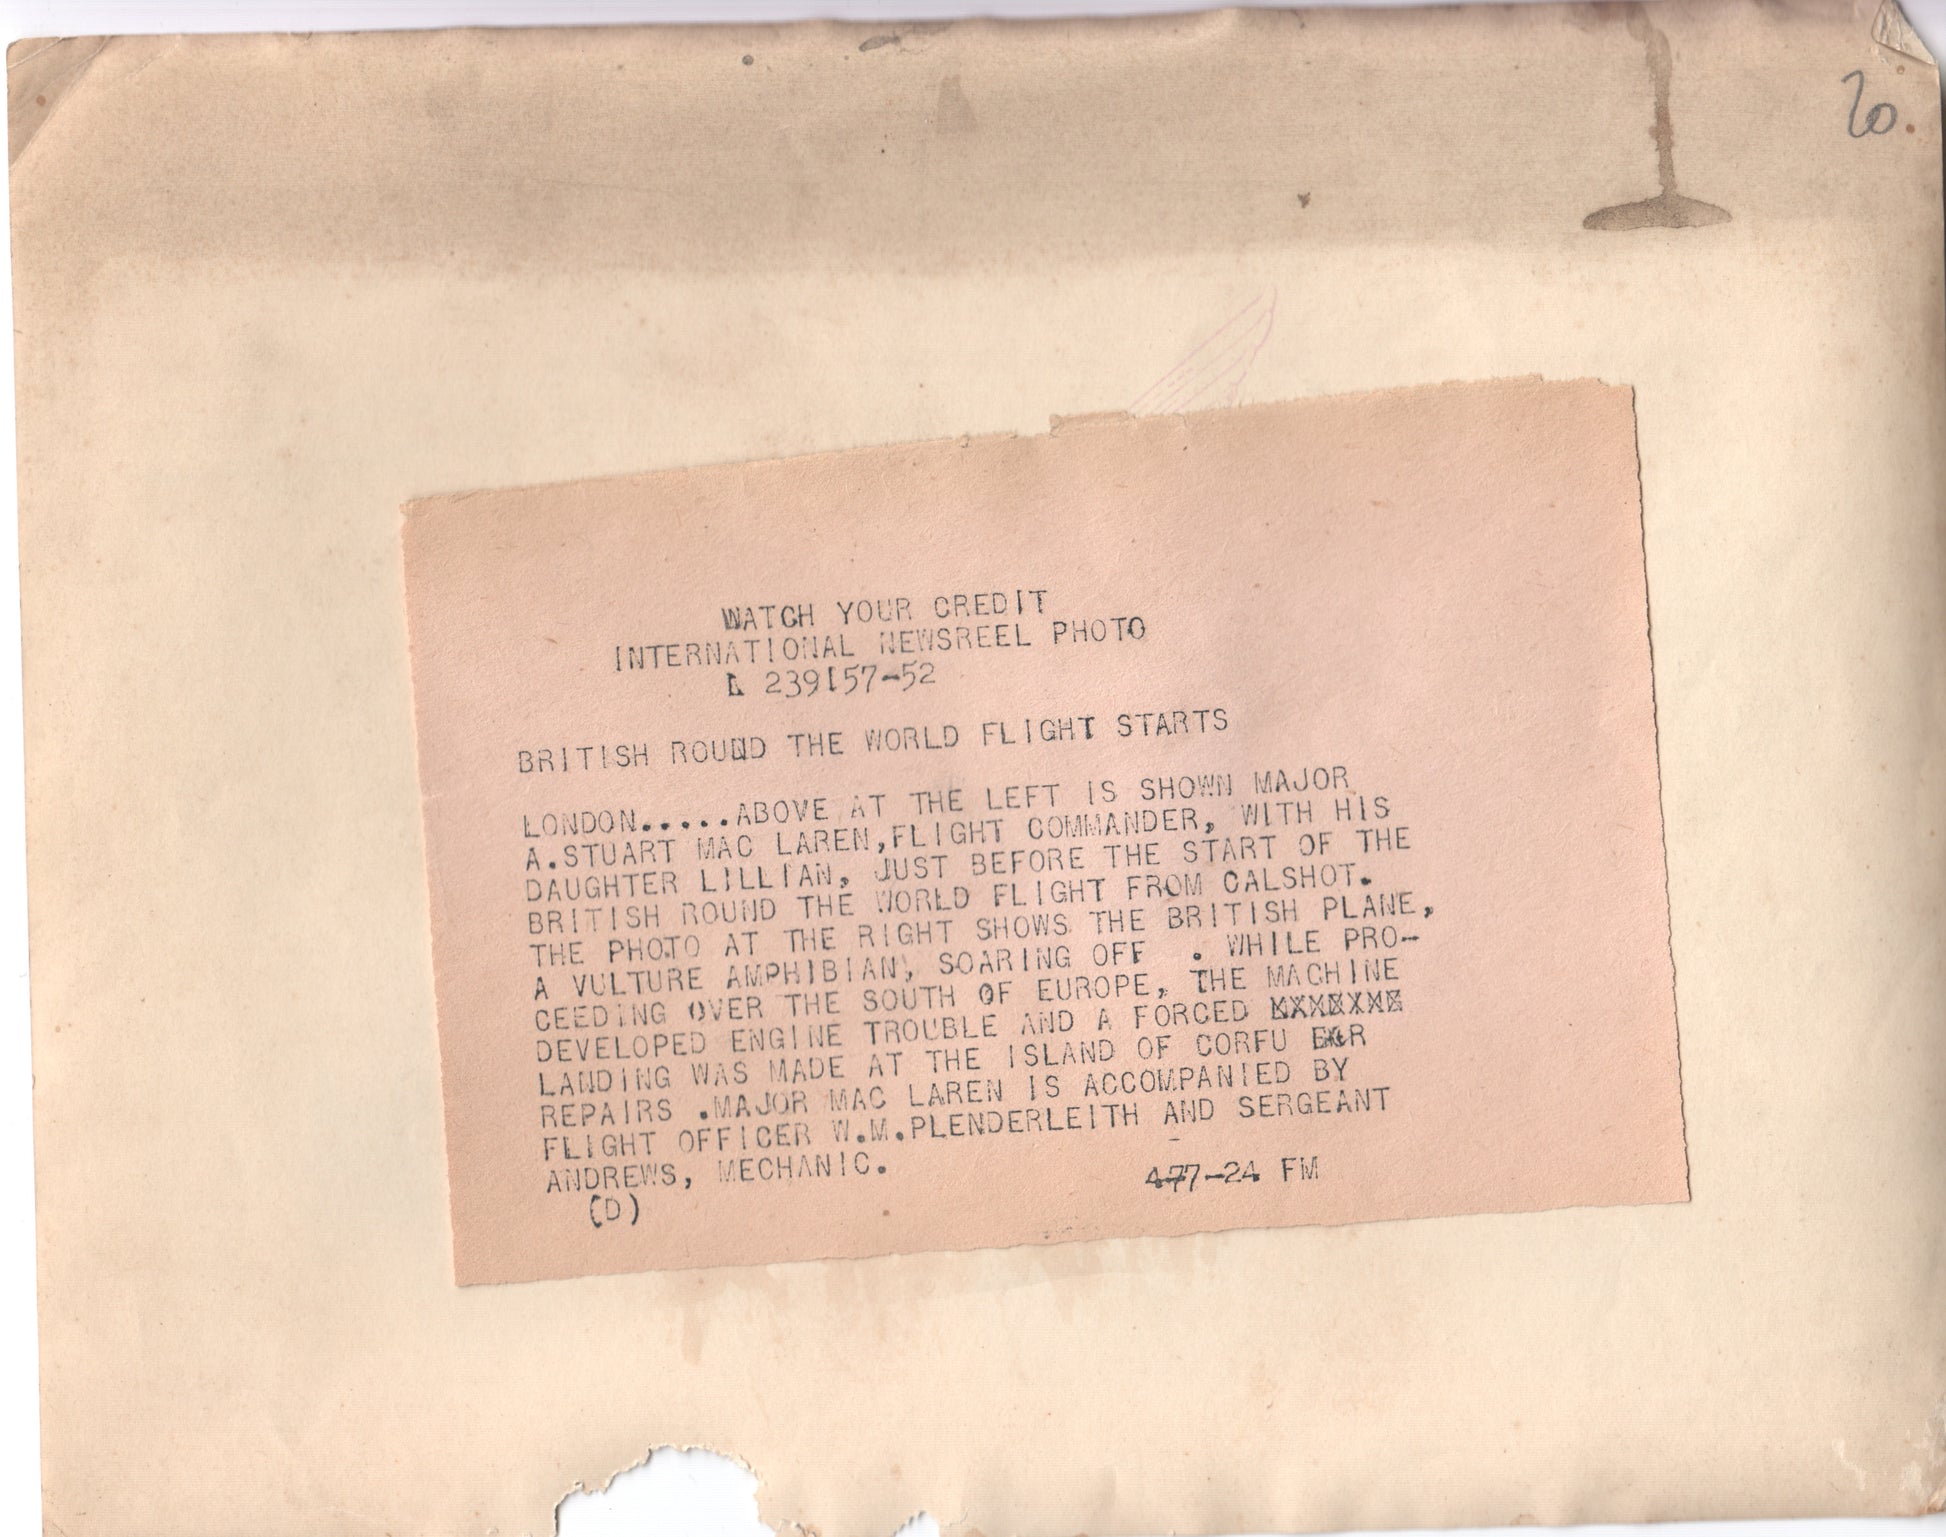 20.
WATCH YOUR CREDIT
INTERNATIONAL NEWSREEL PHOTO
239157-52
BRITISH ROUND THE WORLD FLIGHT STARTS
LONDON.....ABOVE AT THE LEFT IS SHOWN MAJOR
A.STUART MAC LAREN,FLIGHT COMMANDER, WITH HIS
DAUGHTER LILLIAN, JUST BEFORE THE START OF THE
BRITISH ROUND THE WORLD FLIGHT FROM CALSHOT.
THE PHOTO AT THE RIGHT SHOWS THE BRITISH PLANE,
A VULTURE AMPHIBIAN, SOARING OFF . WHILE PRO-
CEEDING OVER THE SOUTH OF EUROPE, THE MACHINE
DEVELOPED ENGINE TROUBLE AND A FORCED
LANDING WAS MADE AT THE ISLAND OF CORFU FOR
REPAIRS .MAJOR MAC LAREN IS ACCOMPANIED BY
FLIGHT OFFICER W.M.PLENDERLEITH AND SERGEANT
ANDREWS, MECHANIC.
4-7-24 FM
(D)